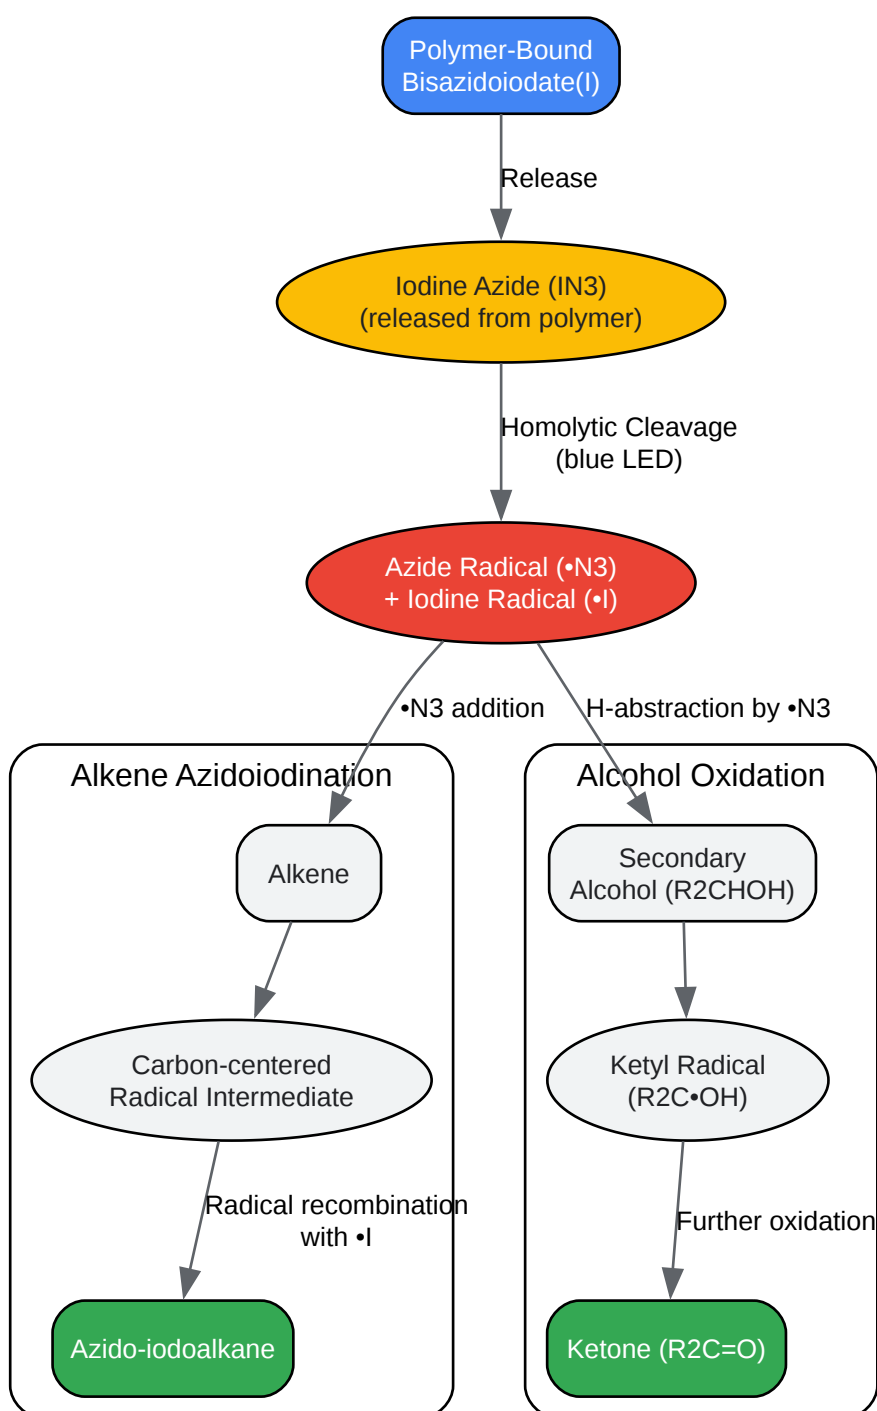 Polymer-Bound
Bisazidoiodate(I)
Release
Iodine Azide (IN3)
(released from polymer)
Homolytic Cleavage
(blue LED)
Azide Radical (•N3)
+ Iodine Radical (•I)
•N3 addition
H-abstraction by •N3
Alkene Azidoiodination
Alkene
Carbon-centered
Radical Intermediate
Radical recombination
with •I
Azido-iodoalkane
Alcohol Oxidation
Secondary
Alcohol (R2CHOH)
Ketyl Radical
(R2C•OH)
Further oxidation
Ketone (R2C=O)